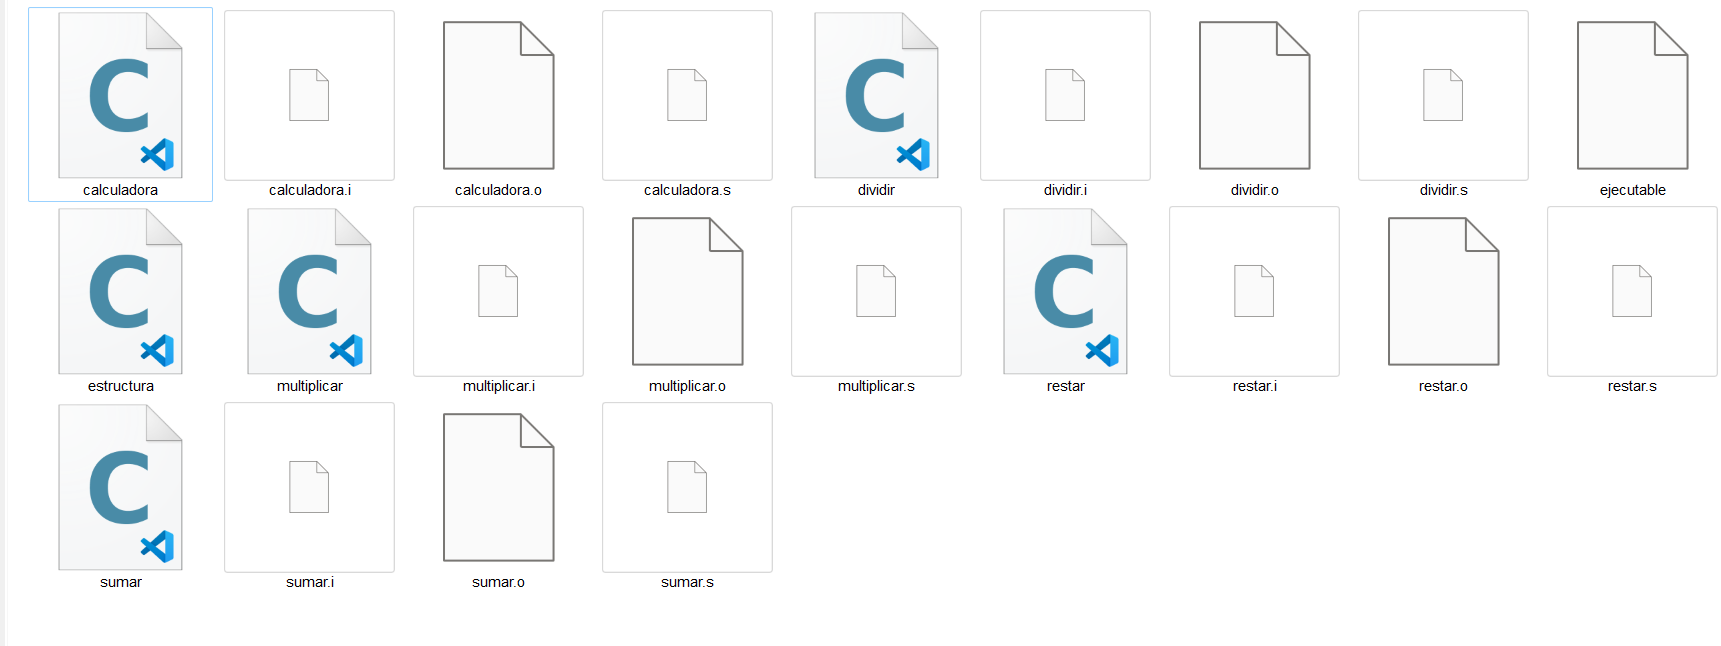 calculadora calculadora.i calculadora.o calculadora.s dividir dividir.i dividir.o dividir.s ejecutable
estructura multiplicar multiplicar.i multiplicar.o multiplicar.s restar restar.i restar.o restar.s
sumar sumar.i sumar.o sumar.s